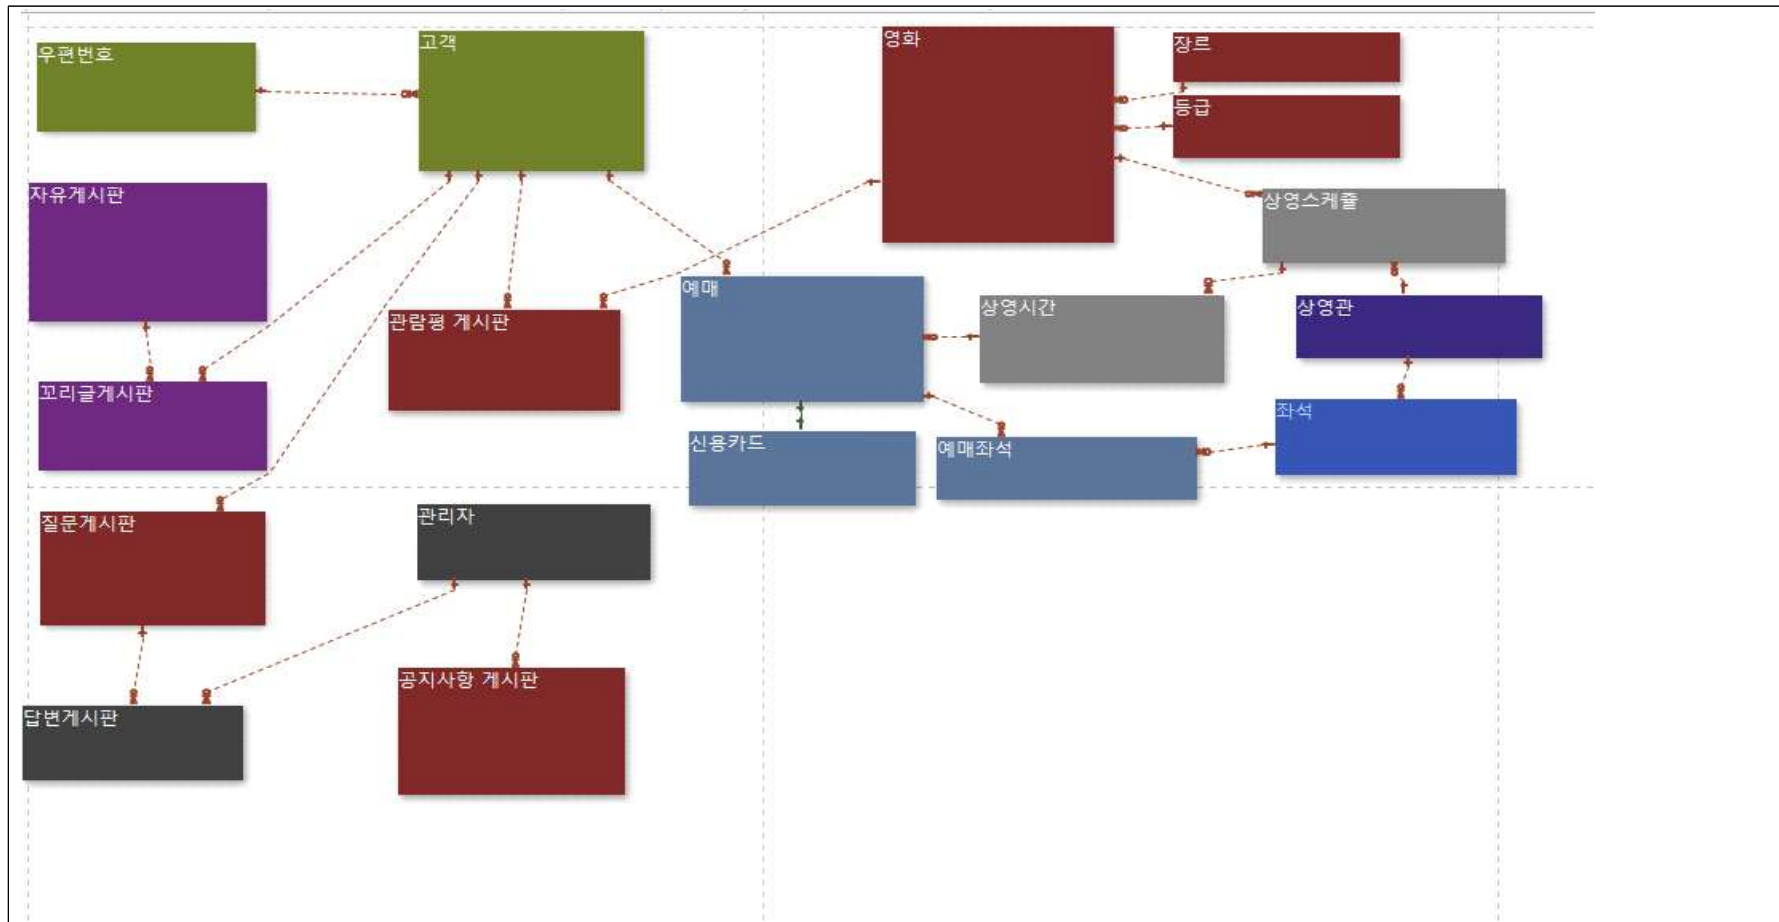 우편번호
고객
영화
장르
등급
자유게시판
상영스케쥴
관람평 게시판
예매
상영시간
상영관
꼬리글게시판
신용카드
예매좌석
좌석
질문게시판
관리자
답변게시판
공지사항 게시판